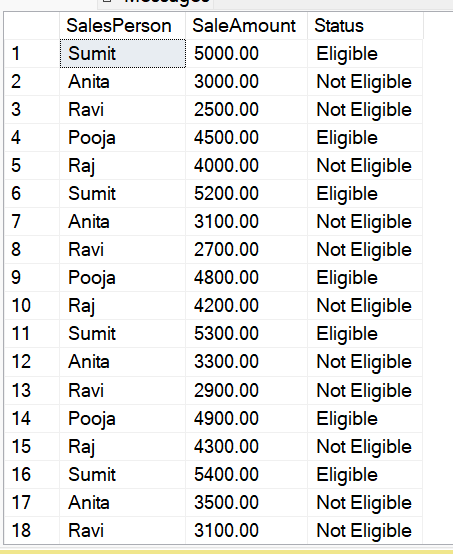 Messages
SalesPerson SaleAmount Status
1 Sumit 5000.00 Eligible
2 Anita 3000.00 Not Eligible
3 Ravi 2500.00 Not Eligible
4 Pooja 4500.00 Eligible
5 Raj 4000.00 Not Eligible
6 Sumit 5200.00 Eligible
7 Anita 3100.00 Not Eligible
8 Ravi 2700.00 Not Eligible
9 Pooja 4800.00 Eligible
10 Raj 4200.00 Not Eligible
11 Sumit 5300.00 Eligible
12 Anita 3300.00 Not Eligible
13 Ravi 2900.00 Not Eligible
14 Pooja 4900.00 Eligible
15 Raj 4300.00 Not Eligible
16 Sumit 5400.00 Eligible
17 Anita 3500.00 Not Eligible
18 Ravi 3100.00 Not Eligible